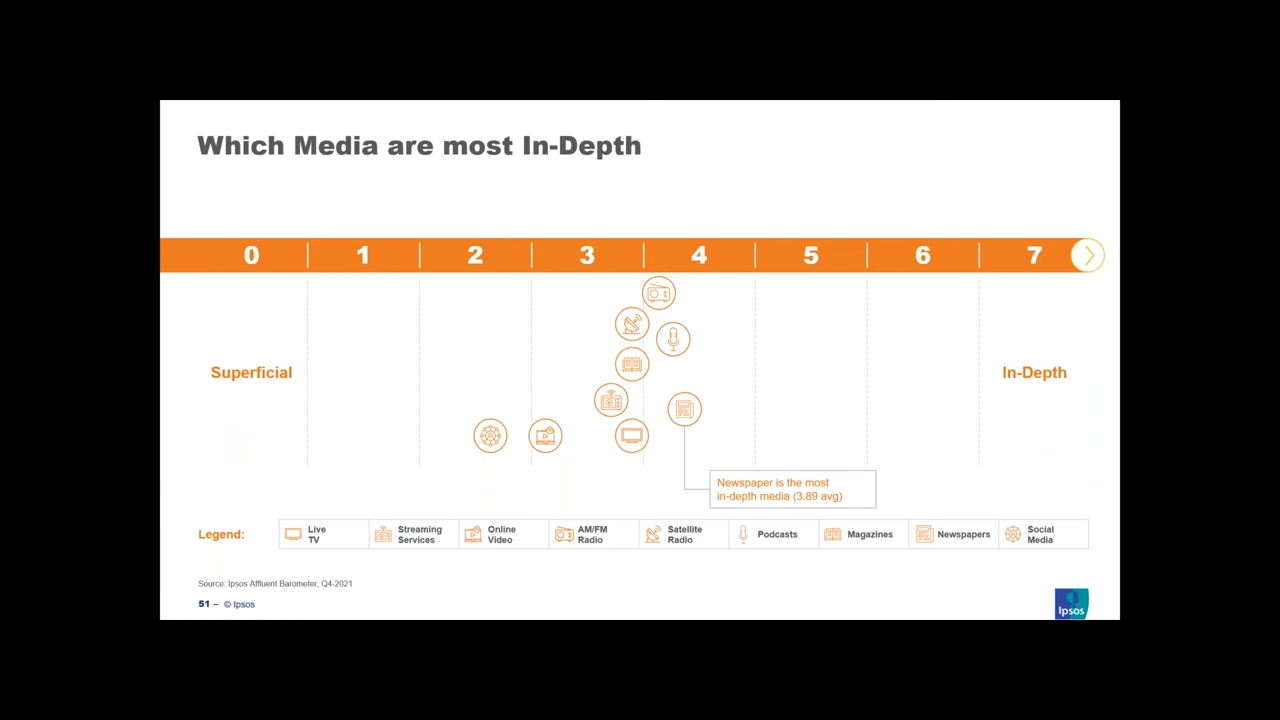 Which Media are most In-Depth
0 1 2 3 4 5 6 7
Superficial
In-Depth
Newspaper is the most
in-depth media (3.89 avg)
Legend:
Live
TV
Streaming
Services
Online
Video
AM/FM
Radio
Satellite
Radio
Podcasts
Magazines
Newspapers
Social
Media
Source: Ipsos Affluent Barometer, Q4-2021
51 – © Ipsos
Ipsos